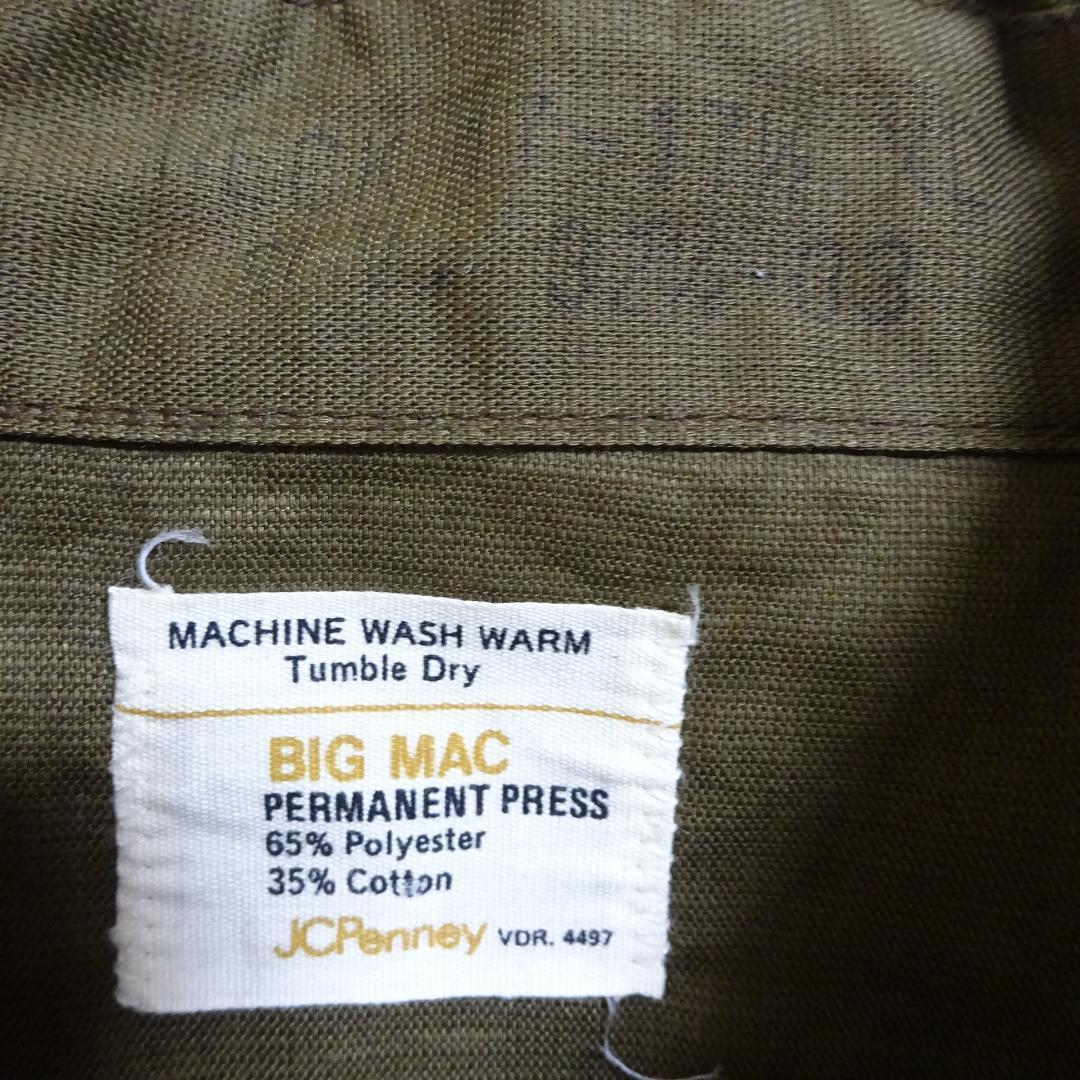 MACHINE WASH WARM
Tumble Dry
BIG MAC
PERMANENT PRESS
65% Polyester
35% Cotton
JCPenney VDR. 4497